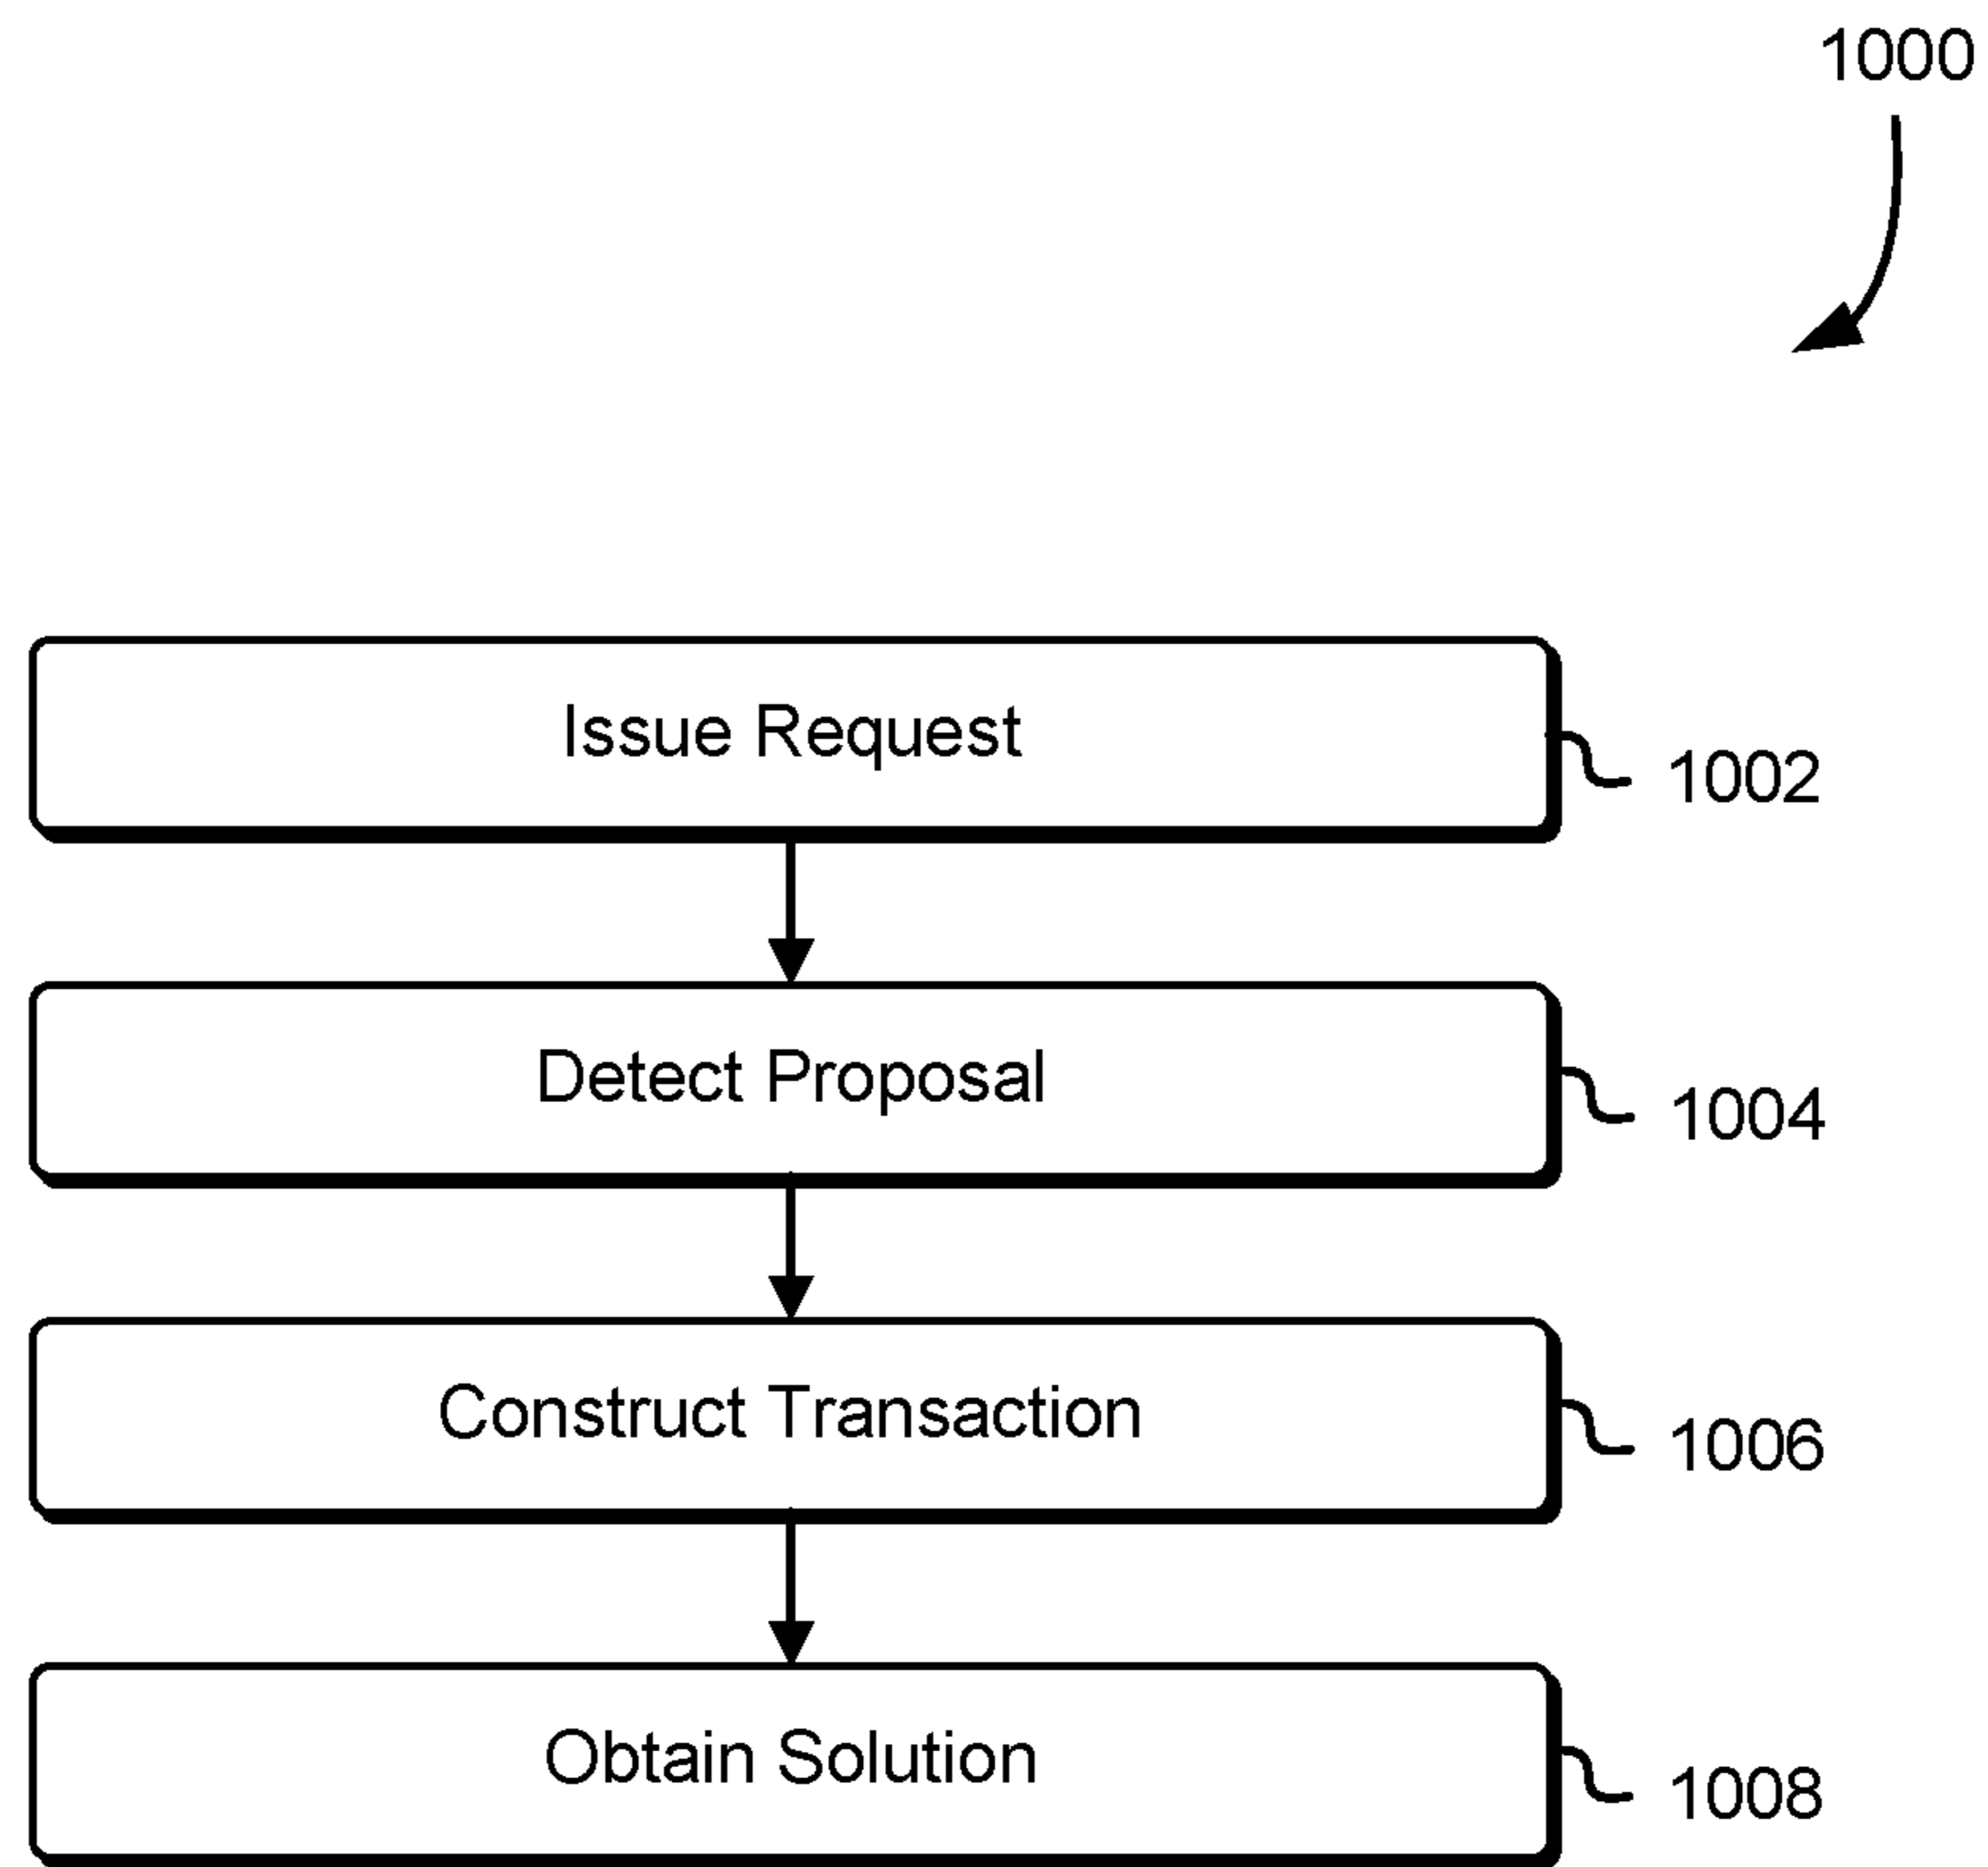 1000
Issue Request
1002
Detect Proposal
1004
Construct Transaction
1006
Obtain Solution
1008